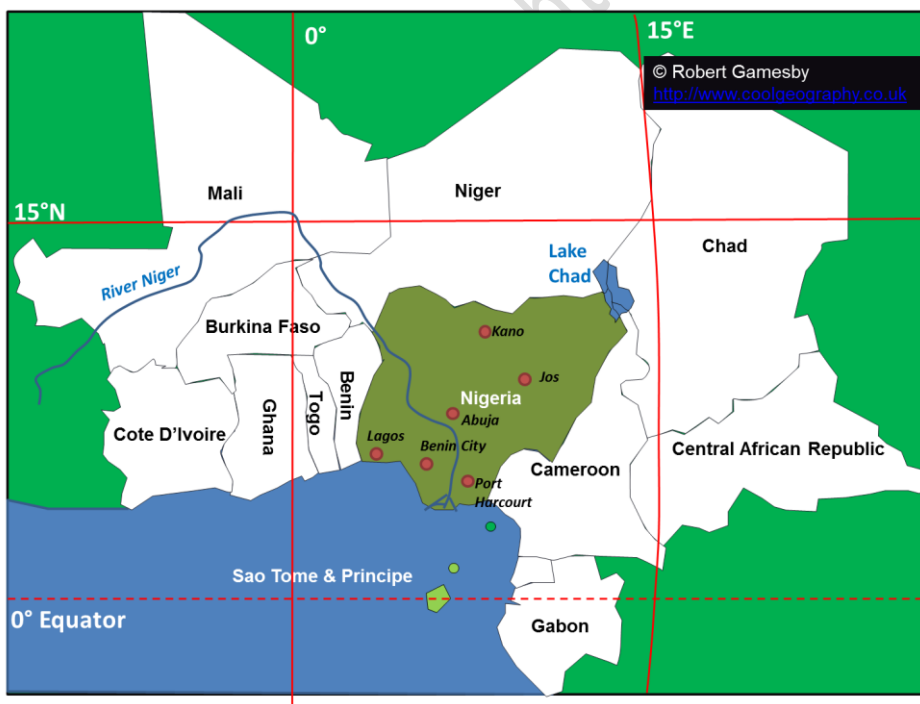 0°
15°E
© Robert Gamesby
http://www.coolgeography.co.uk
Mali
Niger
15°N
Chad
Lake
Chad
River Niger
Burkina Faso
Kano
Jos
Nigeria
Abuja
Benin
Togo
Ghana
Cote D'Ivoire
Lagos
Benin City
Port
Harcourt
Cameroon
Central African Republic
Sao Tome & Principe
0° Equator
Gabon